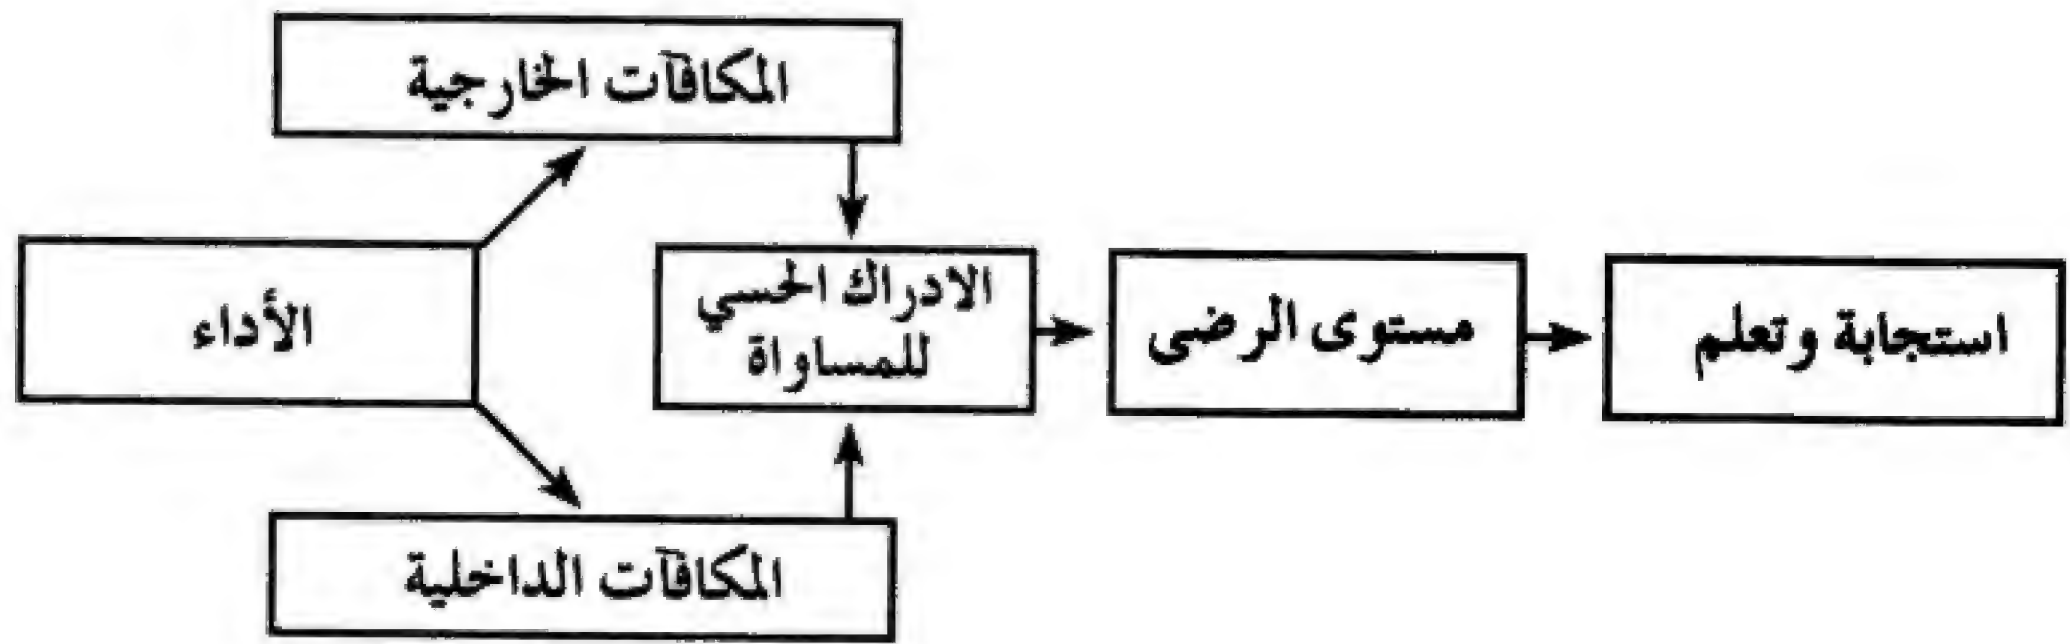 المكافآت الخارجية
الأداء
الادراك الحسي
للمساواة
مستوى الرضى
استجابة وتعلم
المكافآت الداخلية